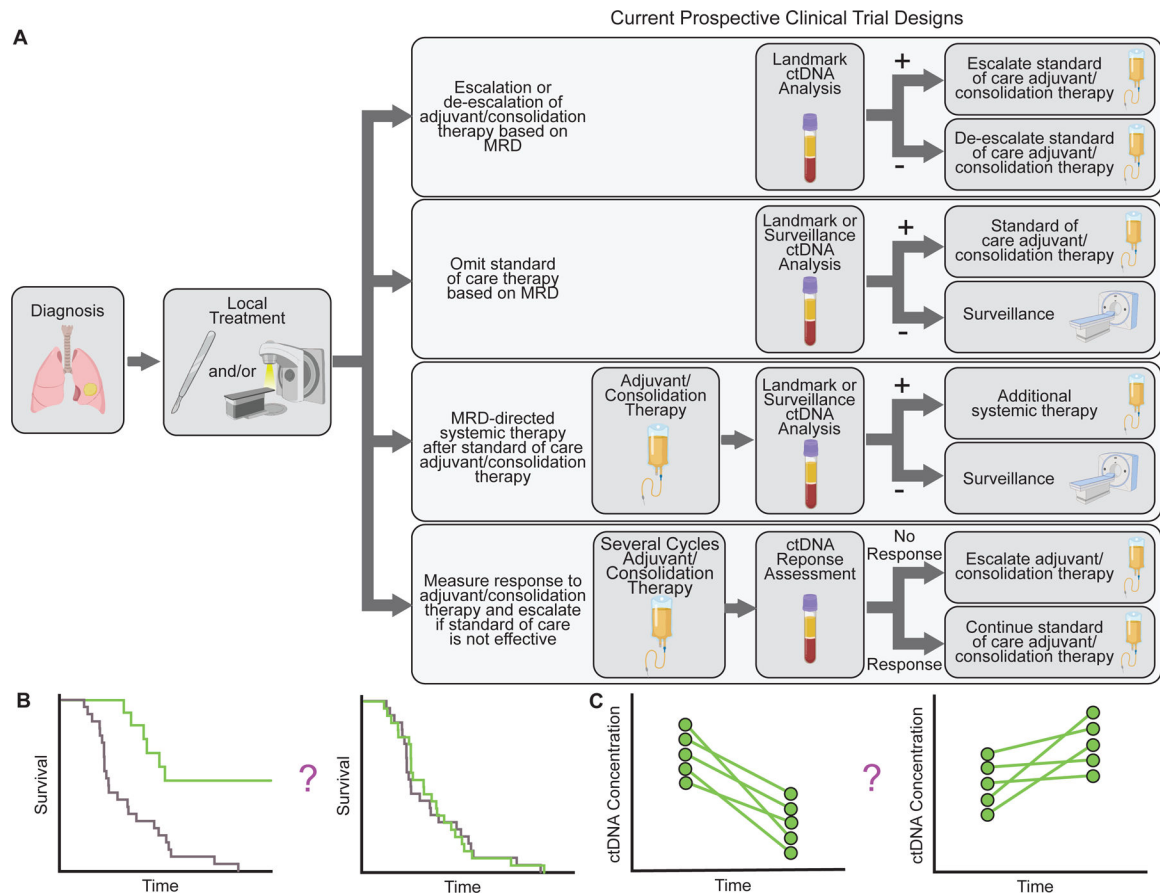 Current Prospective Clinical Trial Designs
A
Diagnosis
Local
Treatment
and/or
Escalation or
de-escalation of
adjuvant/consolidation
therapy based on
MRD
Landmark
ctDNA
Analysis
+
-
Escalate standard
of care adjuvant/
consolidation therapy
De-escalate standard
of care adjuvant/
consolidation therapy
Omit standard
of care therapy
based on MRD
Landmark or
Surveillance
ctDNA
Analysis
+
-
Standard of
care adjuvant/
consolidation therapy
Surveillance
MRD-directed
systemic therapy
after standard of care
adjuvant/consolidation
therapy
Adjuvant/
Consolidation
Therapy
Landmark or
Surveillance
ctDNA
Analysis
+
-
Additional
systemic therapy
Surveillance
Measure response to
adjuvant/consolidation
therapy and escalate
if standard of care
is not effective
Several Cycles
Adjuvant/
Consolidation
Therapy
ctDNA
Reponse
Assessment
No
Response
Response
Escalate adjuvant/
consolidation therapy
Continue standard
of care adjuvant/
consolidation therapy
B
Survival
Time
?
Survival
Time
C
ctDNA Concentration
Time
?
ctDNA Concentration
Time